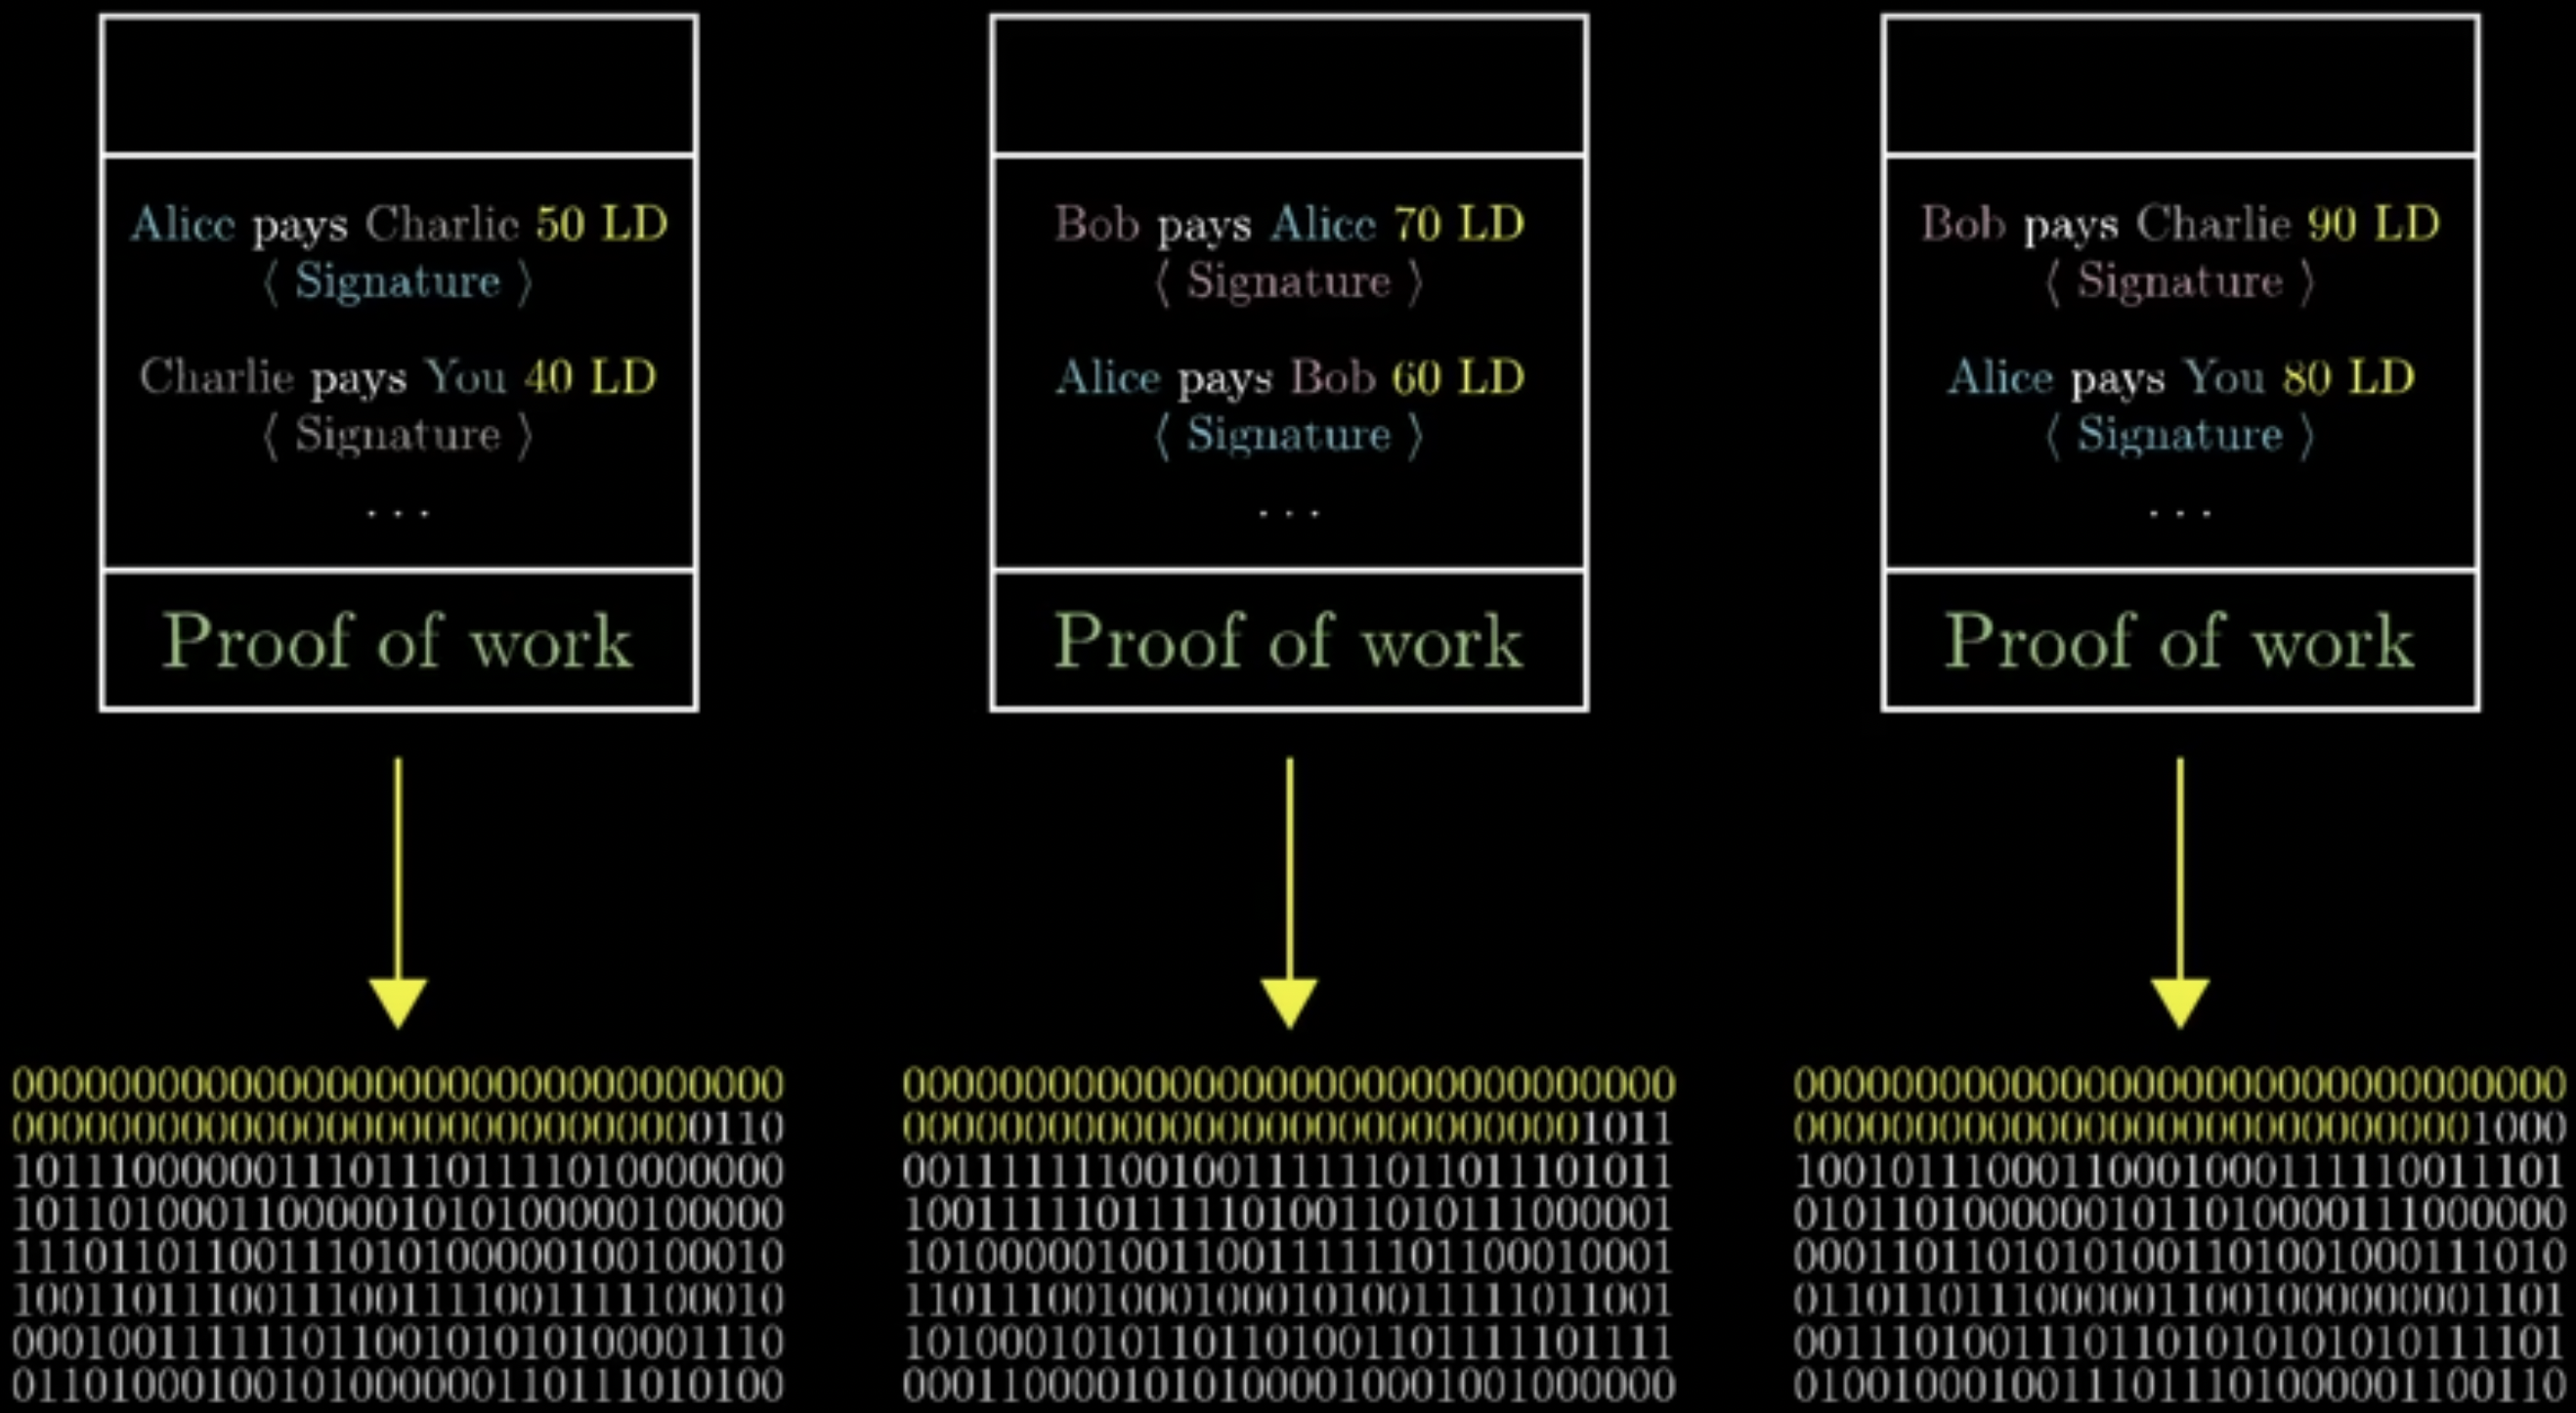 Alice pays Charlie 50 LD
⟨ Signature ⟩
Charlie pays You 40 LD
⟨ Signature ⟩
...
Proof of work
00000000000000000000000000000000
00000000000000000000000000000110
10111000000111011101111010000000
10110100011000001010100000100000
11101101100111010100000100100010
10011011100111001111001111100010
00010011111101100101010100001110
01101000100101000000110111010100
Bob pays Alice 70 LD
⟨ Signature ⟩
Alice pays Bob 60 LD
⟨ Signature ⟩
...
Proof of work
00000000000000000000000000000000
00000000000000000000000000001011
00111111100100111111011011101011
10011111101111101001101011000001
10100000100110011111101100010001
11011100100010001010011111011001
10100010101101101001101111101111
00011000010101000010001001000000
Bob pays Charlie 90 LD
⟨ Signature ⟩
Alice pays You 80 LD
⟨ Signature ⟩
...
Proof of work
00000000000000000000000000000000
00000000000000000000000000001000
10010111000110001000111110011101
01011010000001011010000111000000
00011011010101001101001000111010
01101101110000011001000000001101
00111010011101101010101010111101
01001000100111011101000001100110